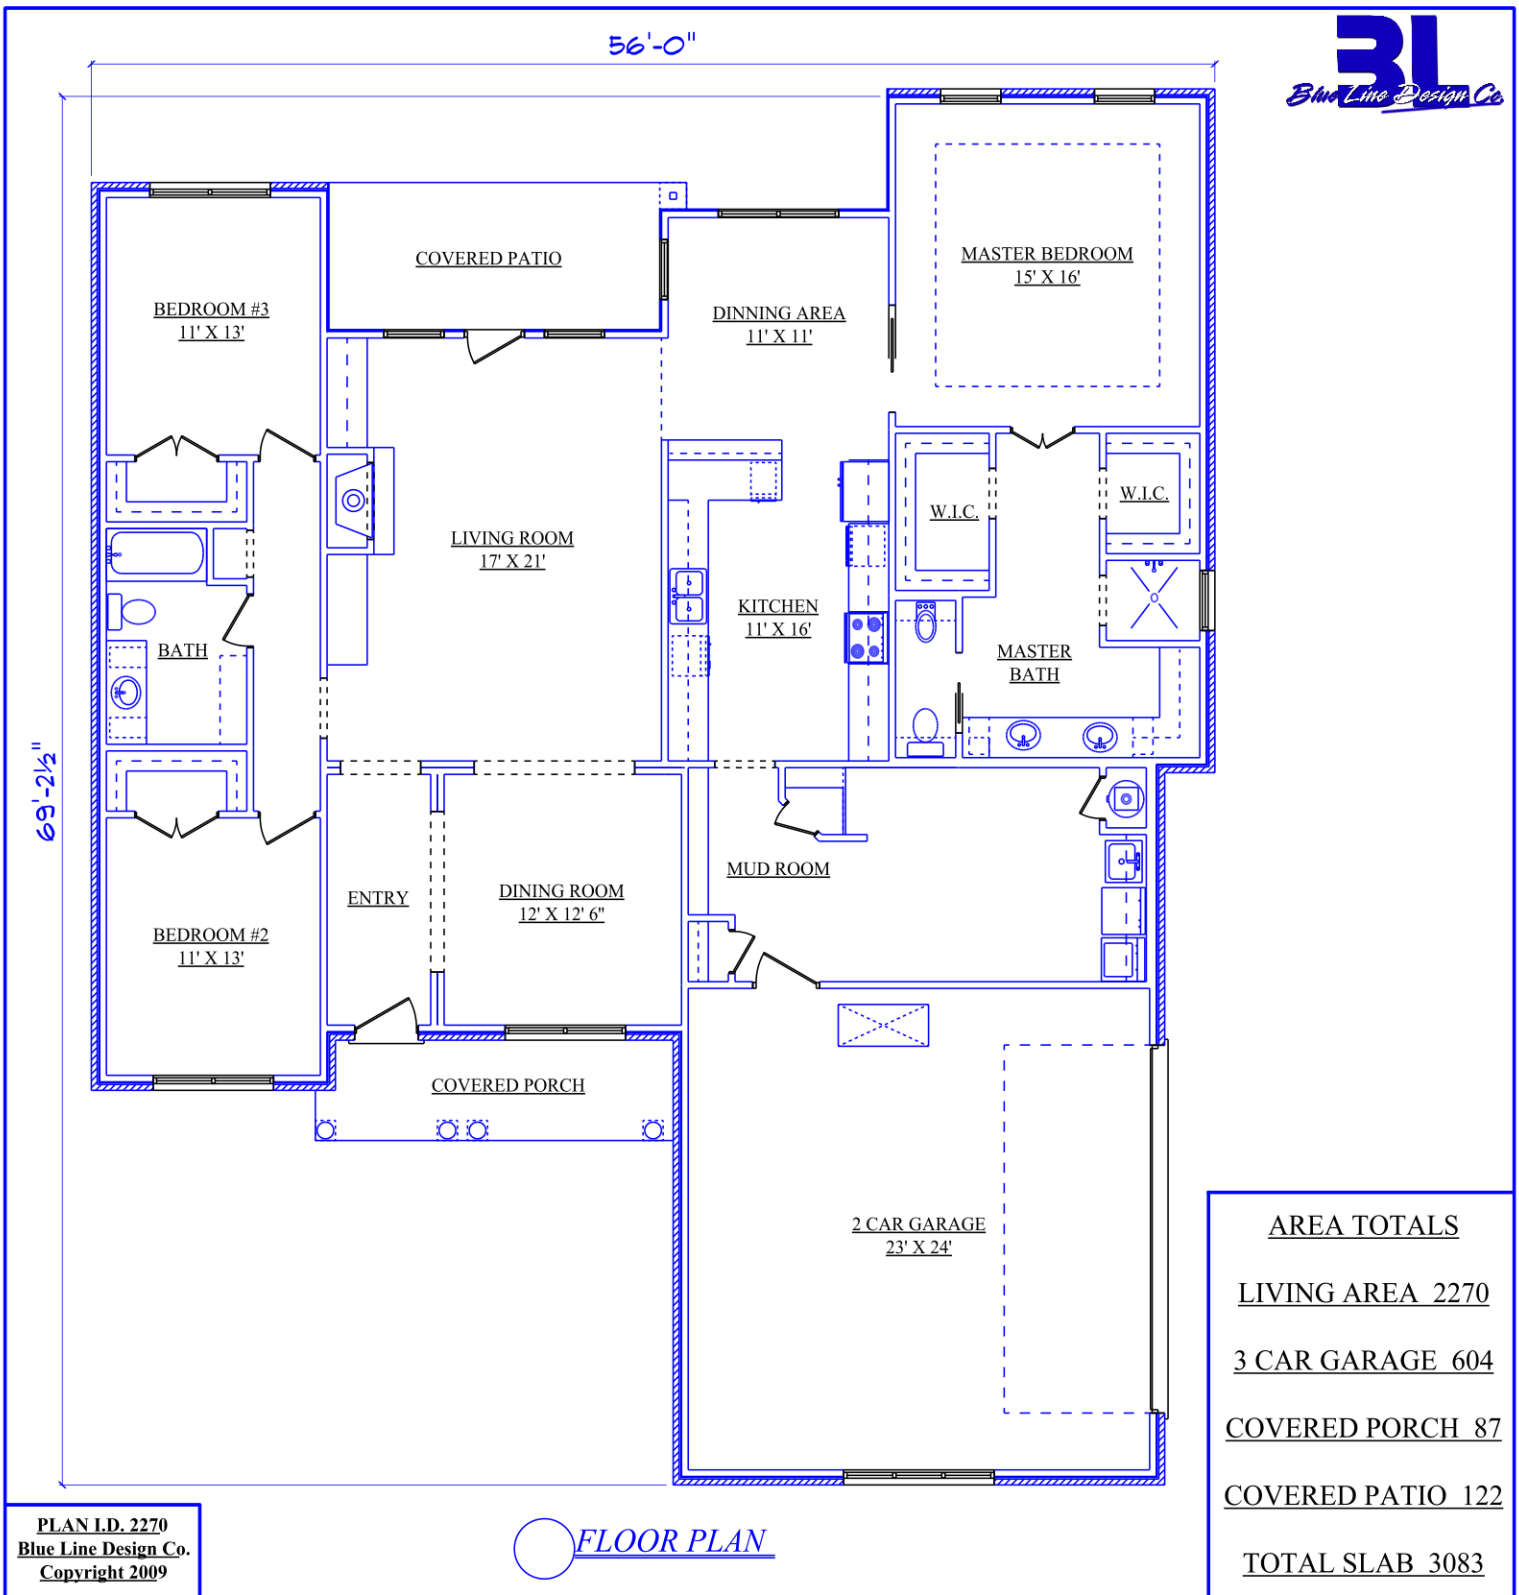 56'-0"
BL
Blue Line Design Co
COVERED PATIO
MASTER BEDROOM
15' X 16'
BEDROOM #3
11' X 13'
DINNING AREA
11' X 11'
W.I.C.
W.I.C.
LIVING ROOM
17' X 21'
KITCHEN
11' X 16'
BATH
MASTER
BATH
69'-2½"
MUD ROOM
ENTRY
DINING ROOM
12' X 12' 6"
BEDROOM #2
11' X 13'
COVERED PORCH
2 CAR GARAGE
23' X 24'
AREA TOTALS
LIVING AREA 2270
3 CAR GARAGE 604
COVERED PORCH 87
COVERED PATIO 122
TOTAL SLAB 3083
PLAN I.D. 2270
Blue Line Design Co.
Copyright 2009
FLOOR PLAN